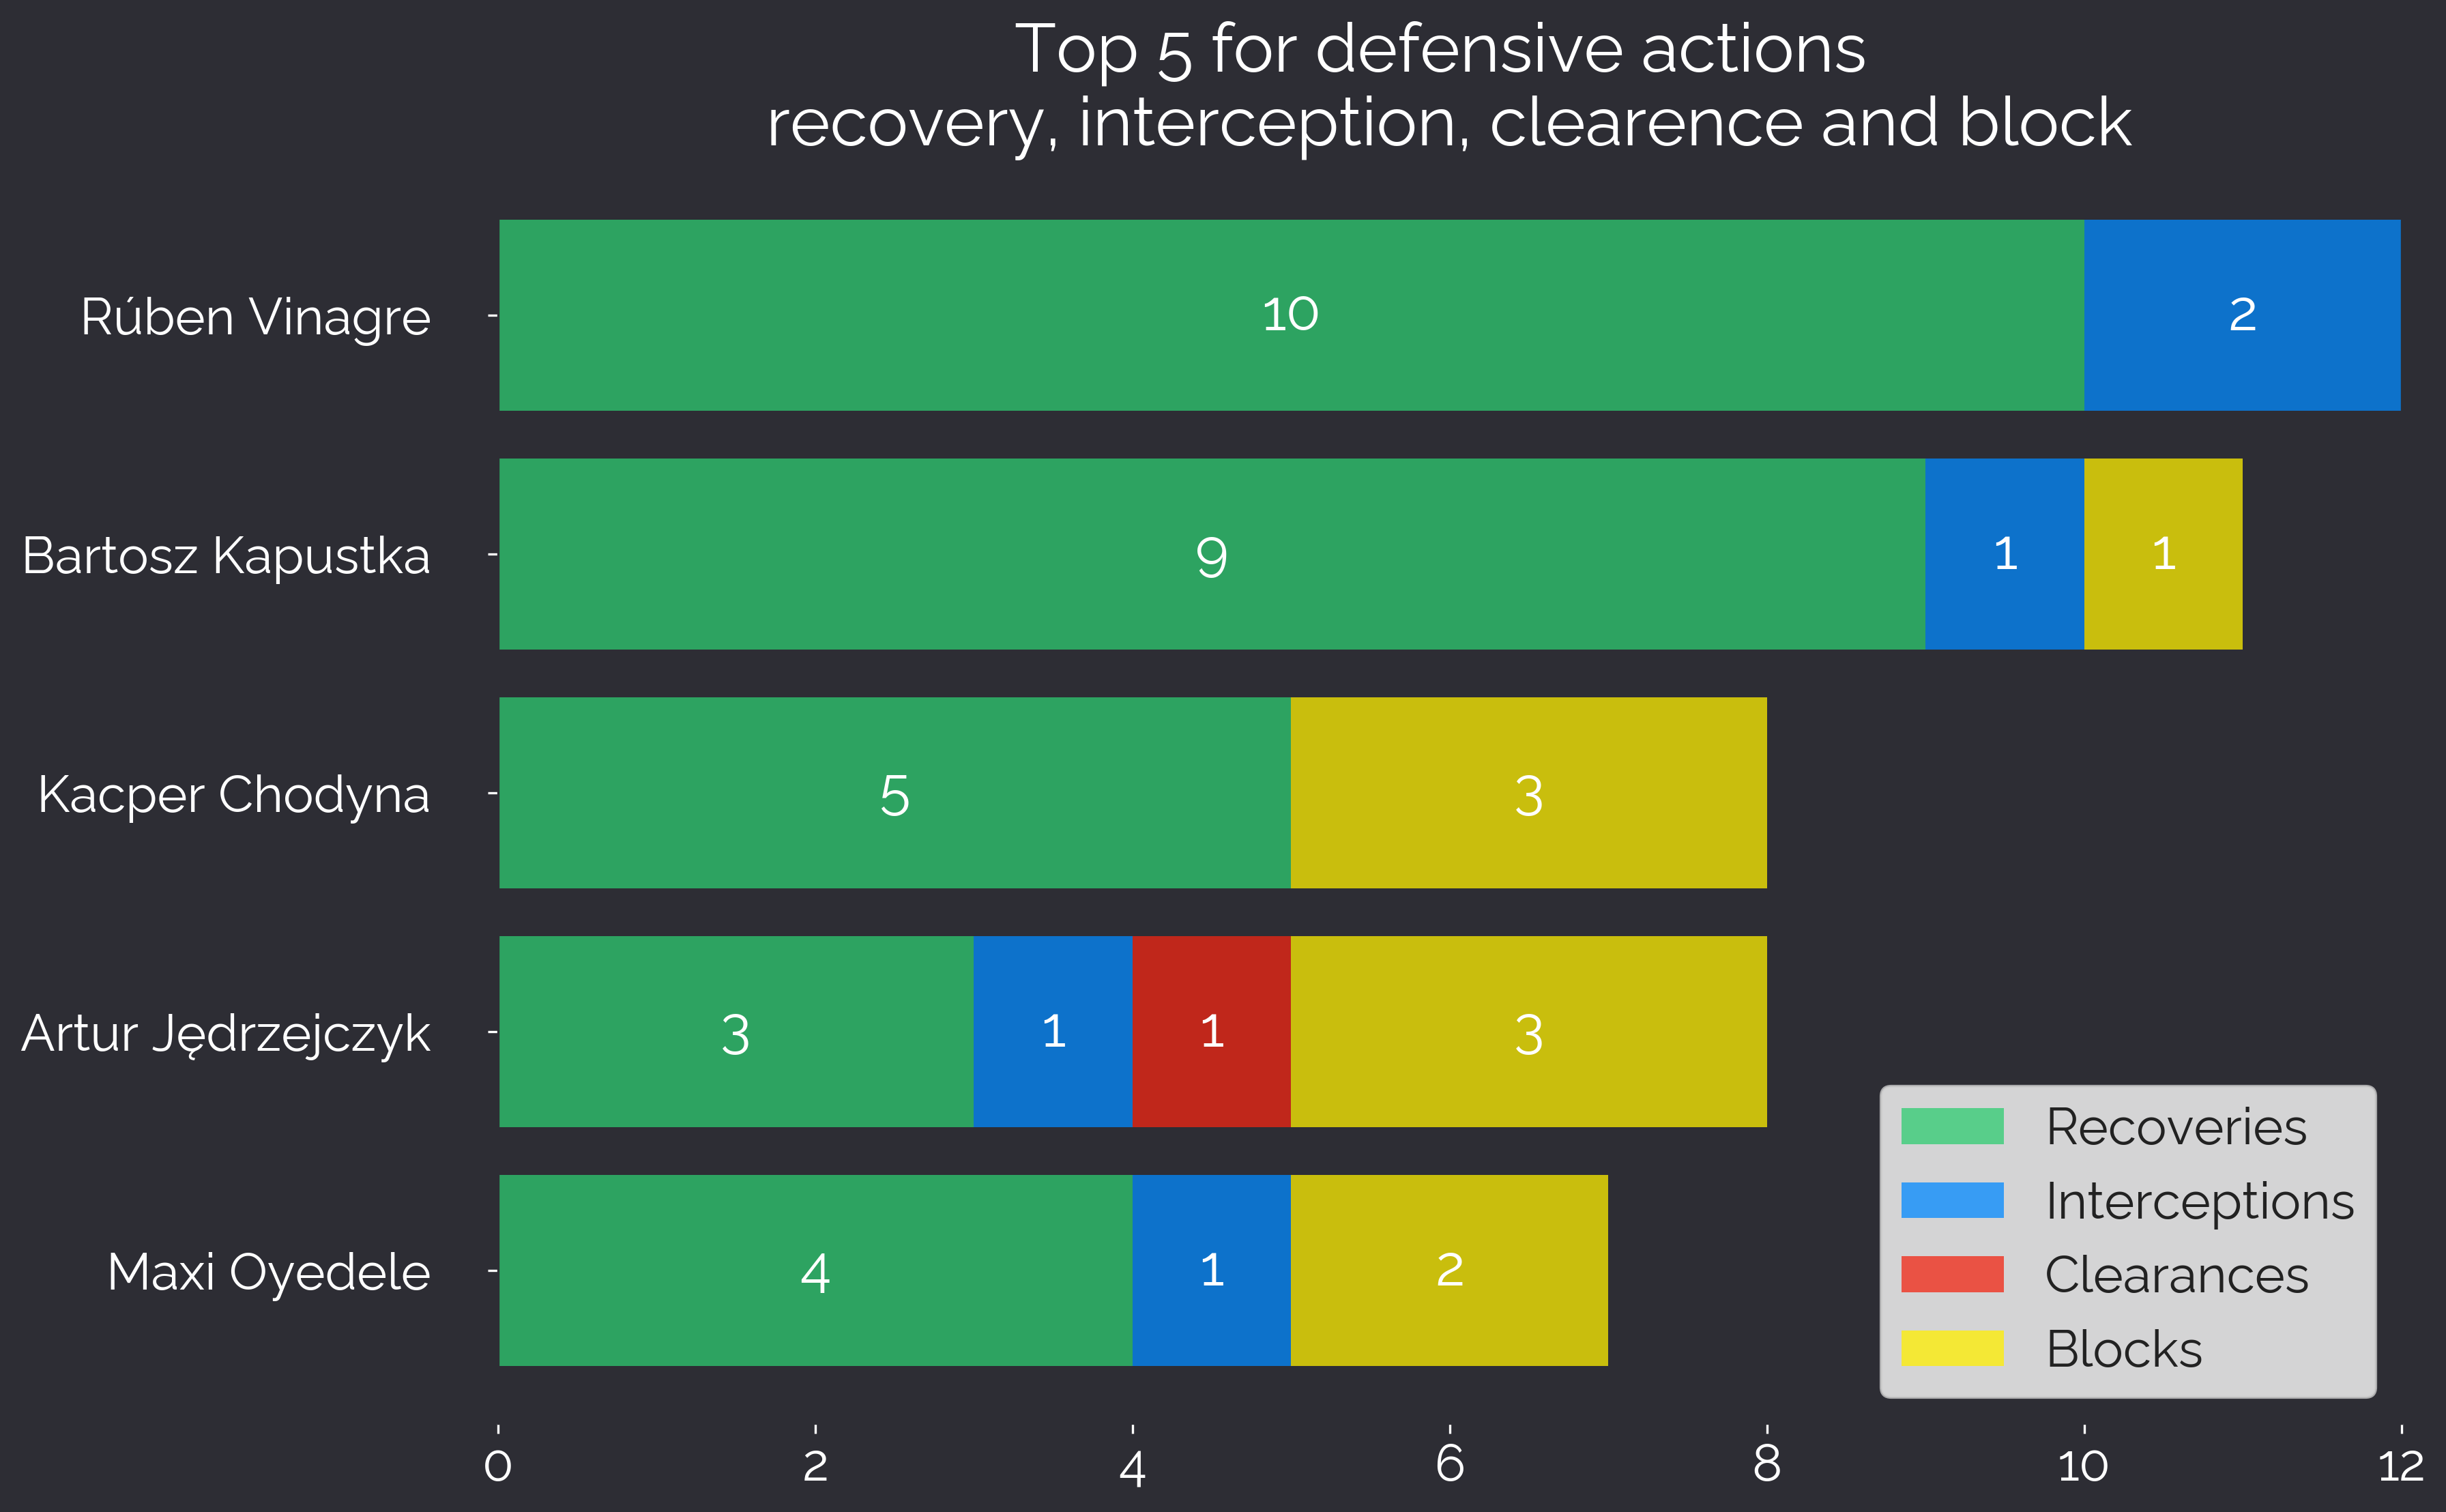 Top 5 for defensive actions
recovery, interception, clearence and block
Rúben Vinagre
10
2
Bartosz Kapustka
9
1
1
Kacper Chodyna
5
3
Artur Jędrzejczyk
3
1
1
3
Maxi Oyedele
4
1
2
Recoveries
Interceptions
Clearances
Blocks
0 2 4 6 8 10 12